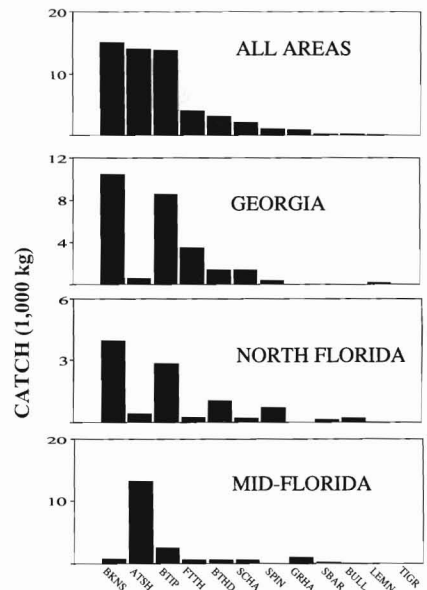 CATCH (1,000 kg)
20
ALL AREAS
10
12
8
GEORGIA
4
6
NORTH FLORIDA
3
20
MID-FLORIDA
10
BKNS ATSH BTIP FTTH BTHD SCHA SPIN GRHA SBAR BULL LEMN TIGR